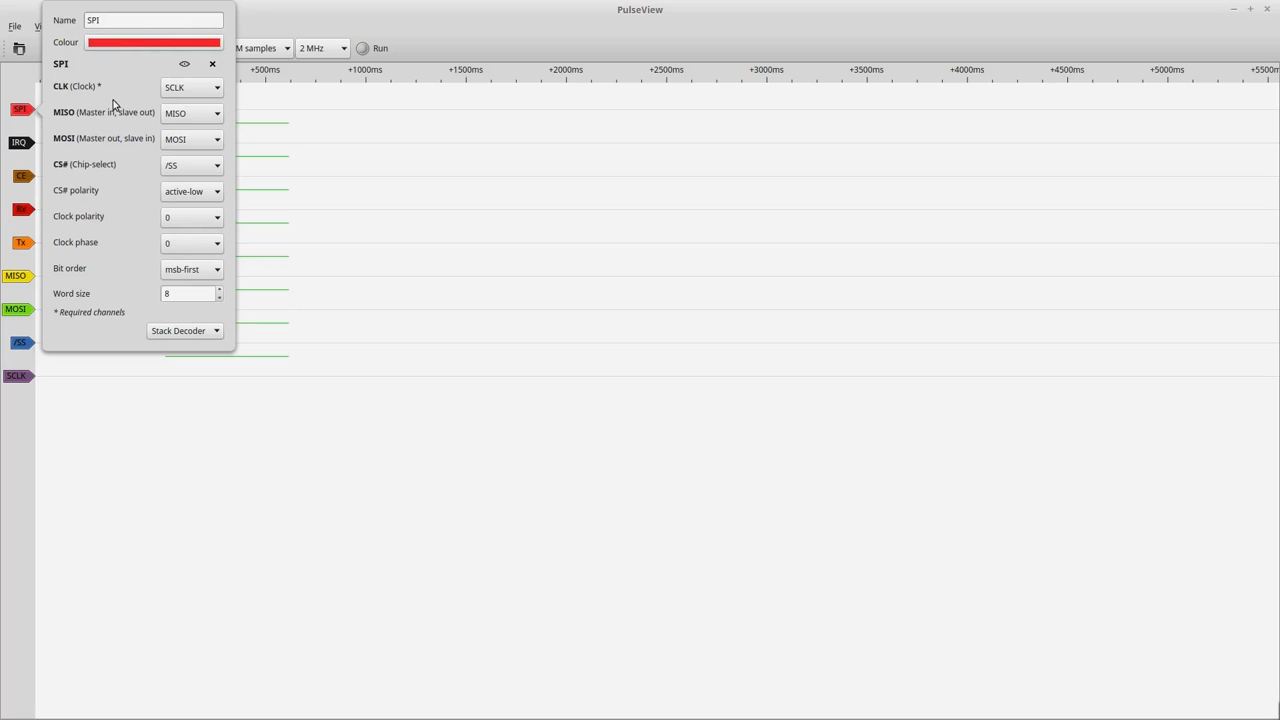 PulseView
File
Name SPI
Colour
M samples 2 MHz Run
SPI
+500ms +1000ms +1500ms +2000ms +2500ms +3000ms +3500ms +4000ms +4500ms +5000ms +5500ms
CLK (Clock) * SCLK
MISO (Master in, slave out) MISO
MOSI (Master out, slave in) MOSI
CS# (Chip-select) /SS
CS# polarity active-low
Clock polarity 0
Clock phase 0
Bit order msb-first
Word size 8
* Required channels
Stack Decoder
SPI
IRQ
CE
Rx
Tx
MISO
MOSI
/SS
SCLK